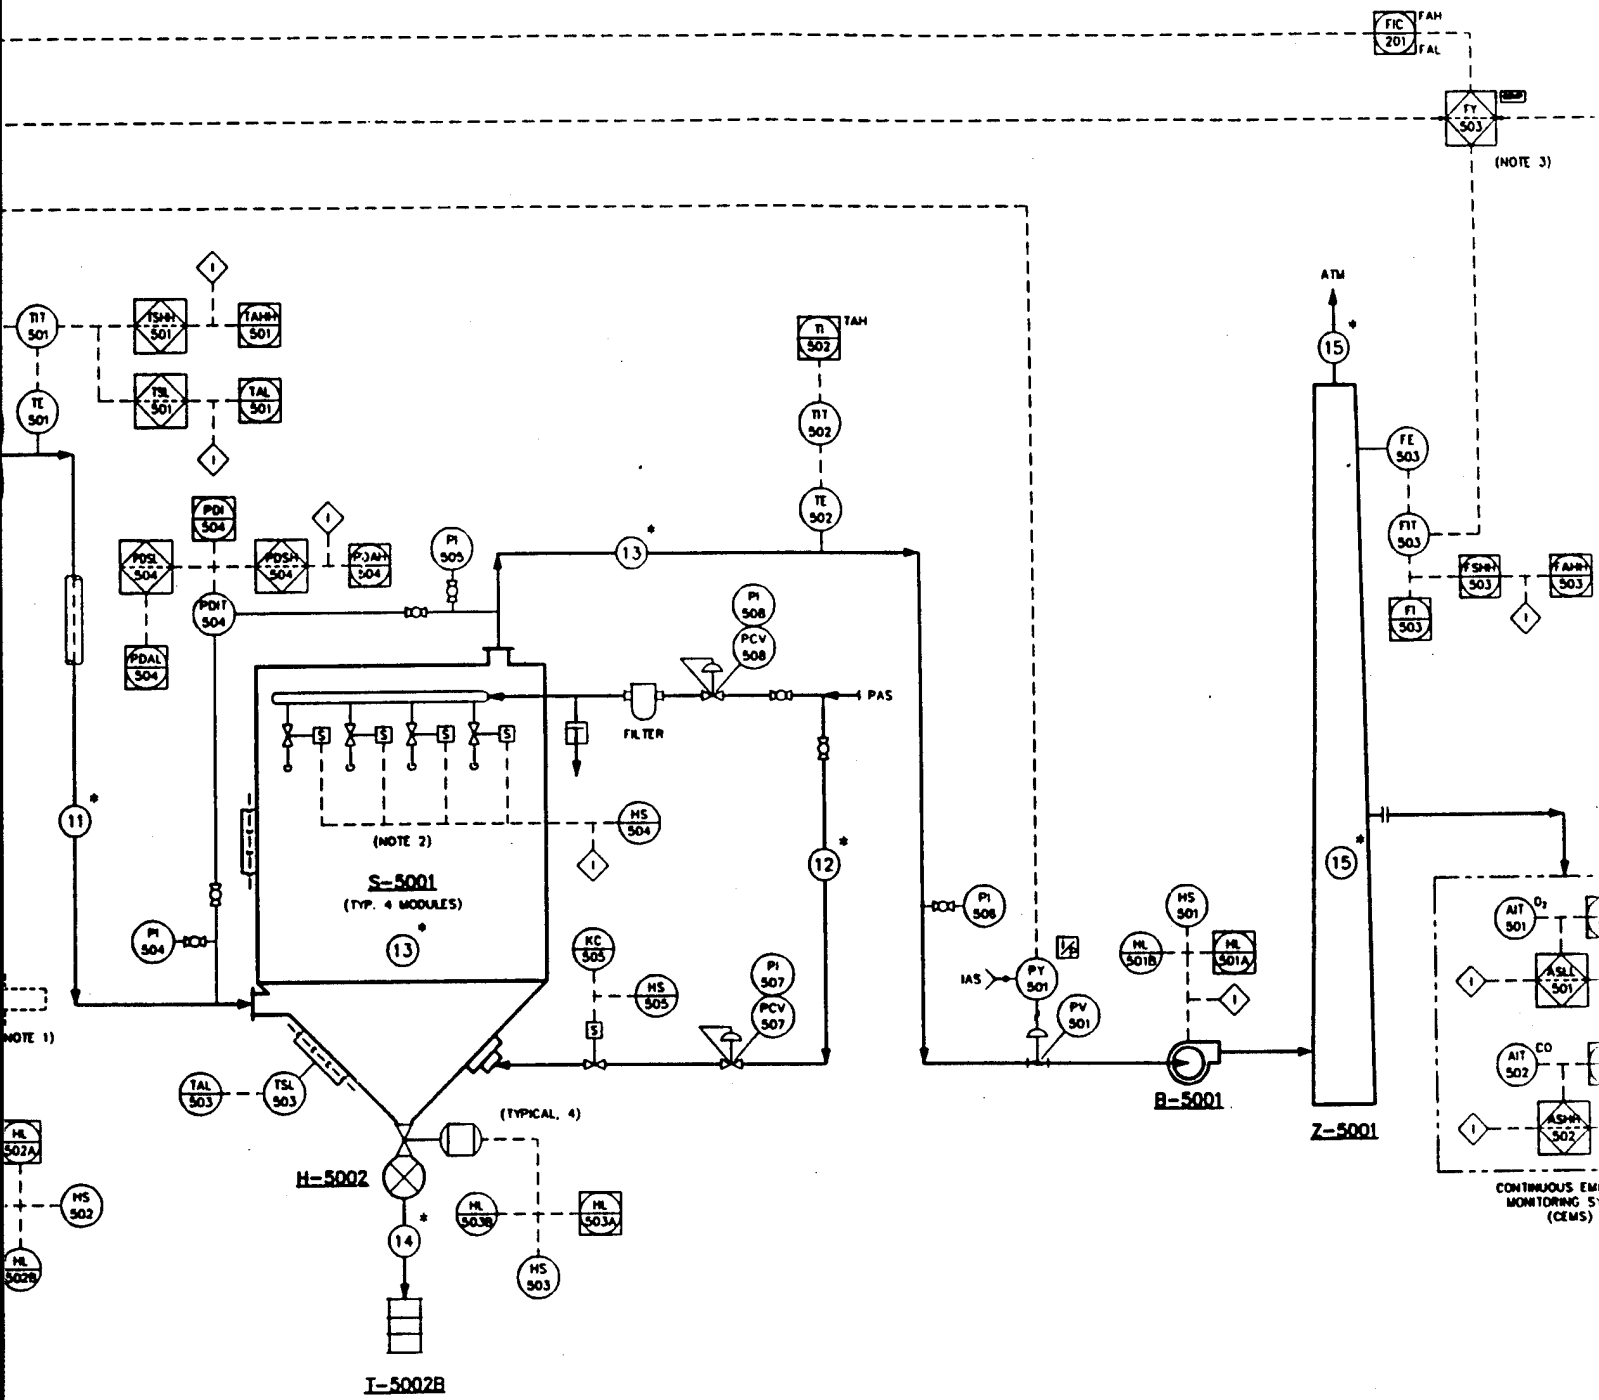 FIC
201
FAH
FAL
FY
503
(NOTE 3)
I
ATM
TIT
501
TSHH
501
TAHH
501
TI
502
TAH
15
*
TE
501
TSL
501
TAL
501
TIT
502
I
FE
503
PDI
504
I
TE
502
PDSL
504
PDSH
504
PDAH
504
PI
505
13
*
FIT
503
FSHH
503
FAHH
503
PDIT
504
PI
508
FI
503
I
PCV
508
PDAL
504
PAS
S
S
S
S
FILTER
11
*
HS
504
(NOTE 2)
12
*
15
*
I
S-5001
(TYP. 4 MODULES)
PI
504
13
*
KC
505
PI
506
HS
501
AIT
501
O2
HL
501B
HL
501A
I/P
PI
507
IAS
PY
501
I
ASLL
501
I
HS
505
PCV
507
PV
501
NOTE 1)
S
AIT
502
CO
TAL
503
TSL
503
B-5001
(TYPICAL, 4)
I
ASHH
502
Z-5001
HL
502A
H-5002
CONTINUOUS
MONITORING
(CEMS)
HS
502
*
14
HL
503B
HL
503A
HL
502B
HS
503
T-5002B